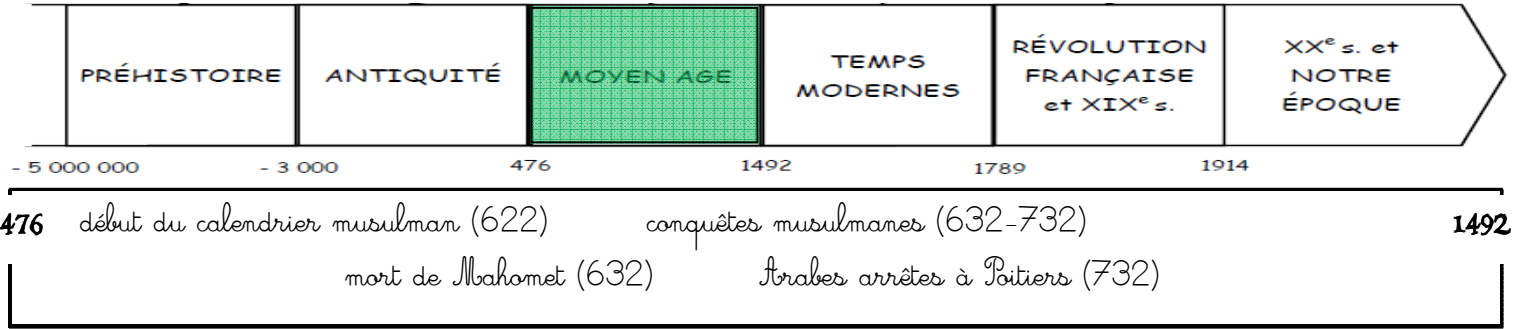 PRÉHISTOIRE
ANTIQUITÉ
MOYEN AGE
TEMPS
MODERNES
RÉVOLUTION
FRANÇAISE
et XIXe s.
XXe s. et
NOTRE
ÉPOQUE
- 5 000 000 - 3 000 476 1492 1789 1914
476 début du calendrier musulman (622) conquêtes musulmanes (632-732) 1492
mort de Mahomet (632) Arabes arrêtes à Poitiers (732)